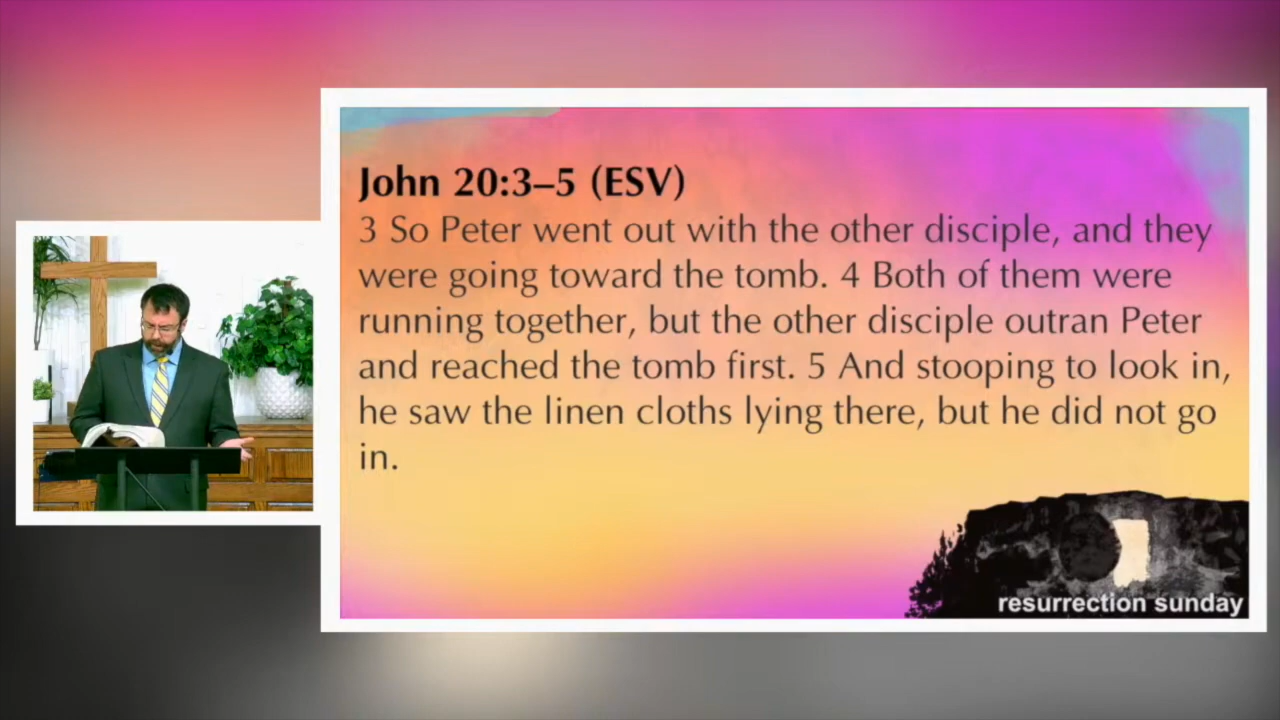 John 20:3–5 (ESV)
3 So Peter went out with the other disciple, and they
were going toward the tomb. 4 Both of them were
running together, but the other disciple outran Peter
and reached the tomb first. 5 And stooping to look in,
he saw the linen cloths lying there, but he did not go
in.
resurrection sunday